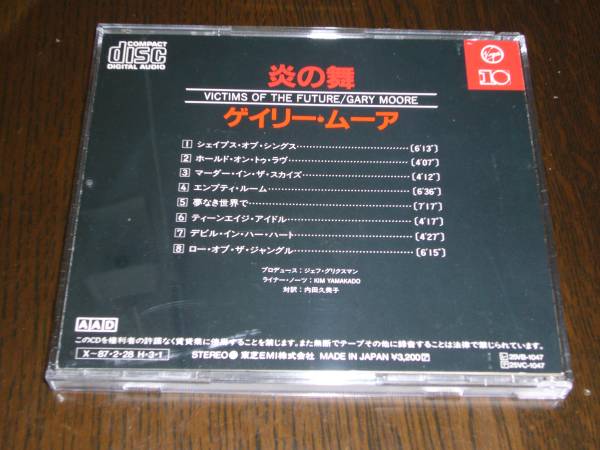 COMPACT
disc
DIGITAL AUDIO
Virgin
10
炎の舞
VICTIMS OF THE FUTURE/GARY MOORE
ゲイリー・ムーア
1 シェイプス・オブ・シングス (6'13")
2 ホールド・オン・トゥ・ラヴ (4'07")
3 マーダー・イン・ザ・スカイズ (4'12")
4 エンプティ・ルーム (6'36")
5 夢なき世界で (7'17")
6 ティーンエイジ・アイドル (4'17")
7 デビル・イン・ハー・ハート (4'27")
8 ロー・オブ・ザ・ジャングル (6'15")
プロデュース:ジェフ・グリクスマン
ライナー・ノーツ:KIM YAMAKADO
対訳:内田久美子
AAD
このCDを権利者の許諾なく賃貸業に使用することを禁じます。また無断でテープその他に録音することは法律で禁じられています。
X-87・2・28 H・3・1
STEREO 東芝EMI株式会社 MADE IN JAPAN ¥3,200
25VB-1047
25VC-1047